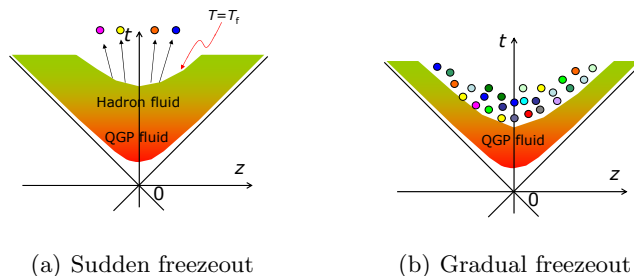 t
T=Tf
Hadron fluid
QGP fluid
0
z
(a) Sudden freezeout
t
QGP fluid
0
z
(b) Gradual freezeout